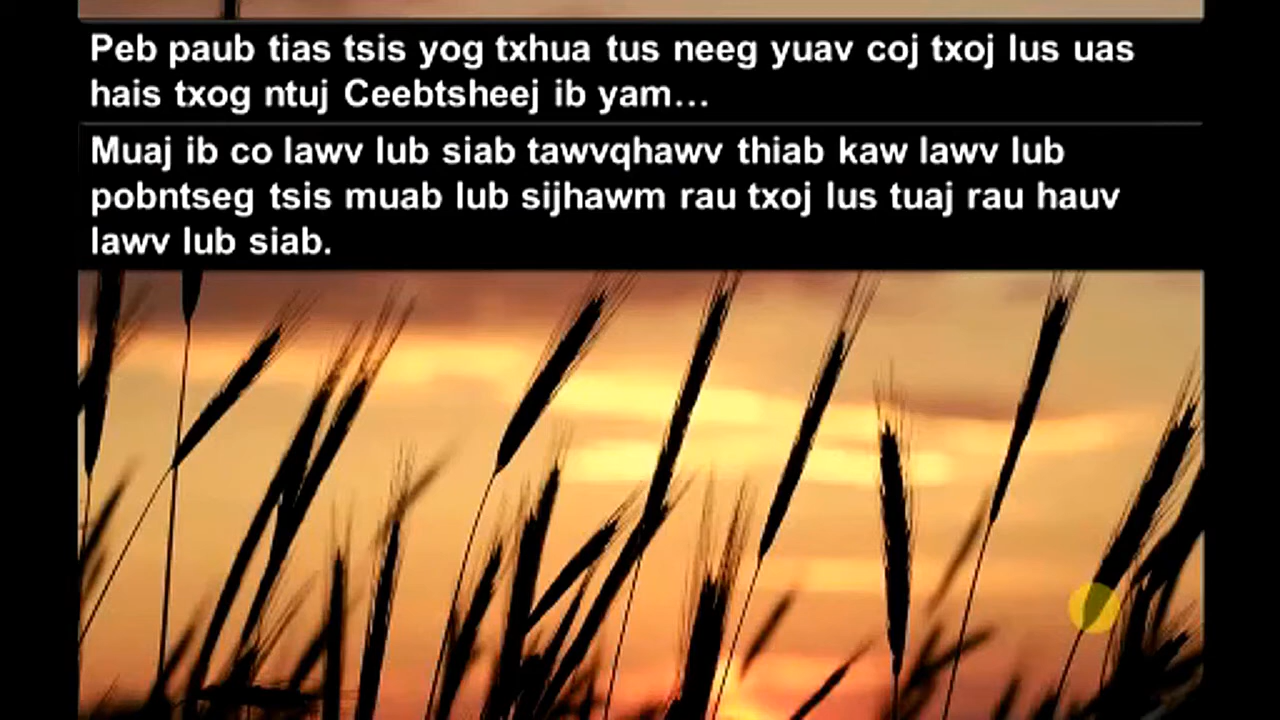 Peb paub tias tsis yog txhua tus neeg yuav coj txoj lus uas
hais txog ntuj Ceebtsheej ib yam...
Muaj ib co lawv lub siab tawvqhawv thiab kaw lawv lub
pobntseg tsis muab lub sijhawm rau txoj lus tuaj rau hauv
lawv lub siab.